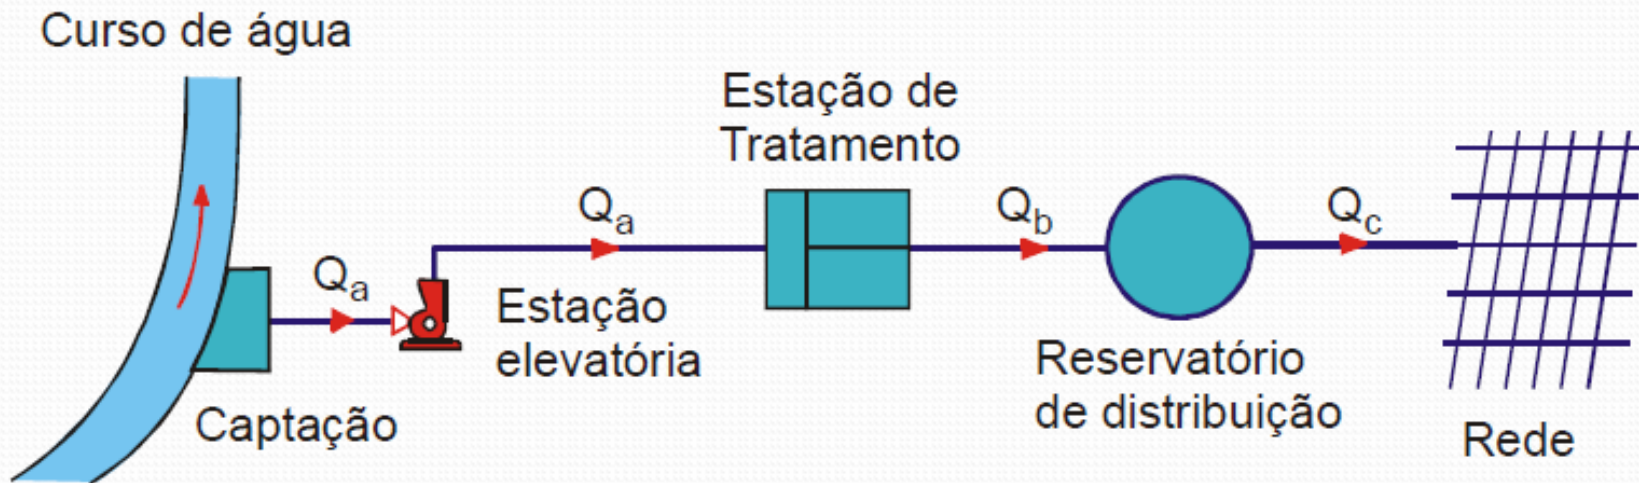 Curso de água
Estação de
Tratamento
Qa
Qb
Qc
Qa
Estação
elevatória
Reservatório
de distribuição
Captação
Rede